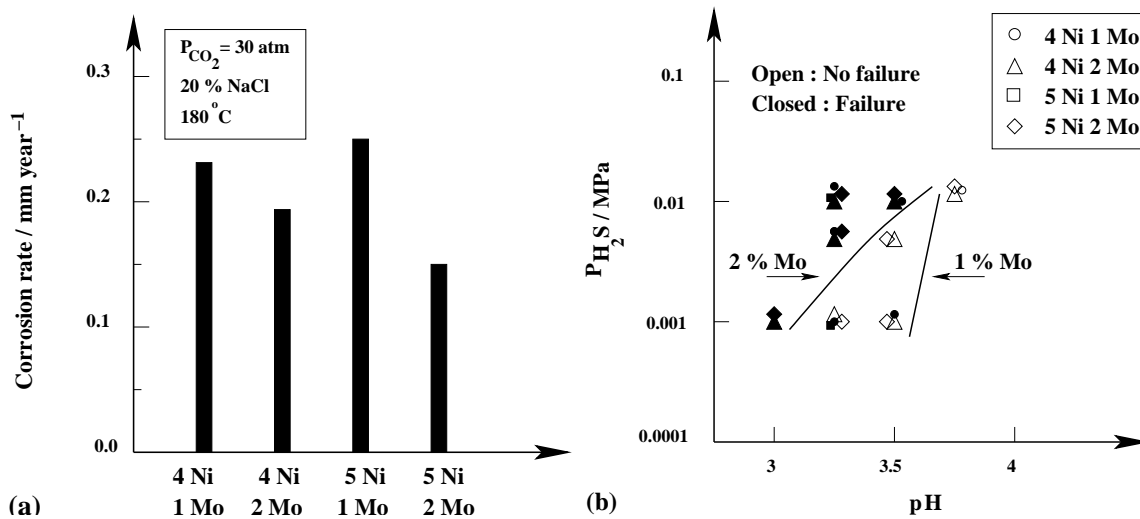 P_CO2 = 30 atm
20 % NaCl
180 °C
0.3
0.2
0.1
0.0
Corrosion rate / mm year⁻¹
4 Ni
1 Mo
4 Ni
2 Mo
5 Ni
1 Mo
5 Ni
2 Mo
(a)
(b)
4 Ni 1 Mo
4 Ni 2 Mo
5 Ni 1 Mo
5 Ni 2 Mo
Open : No failure
Closed : Failure
0.1
0.01
0.001
0.0001
P_H2S / MPa
2 % Mo
1 % Mo
3
3.5
4
pH